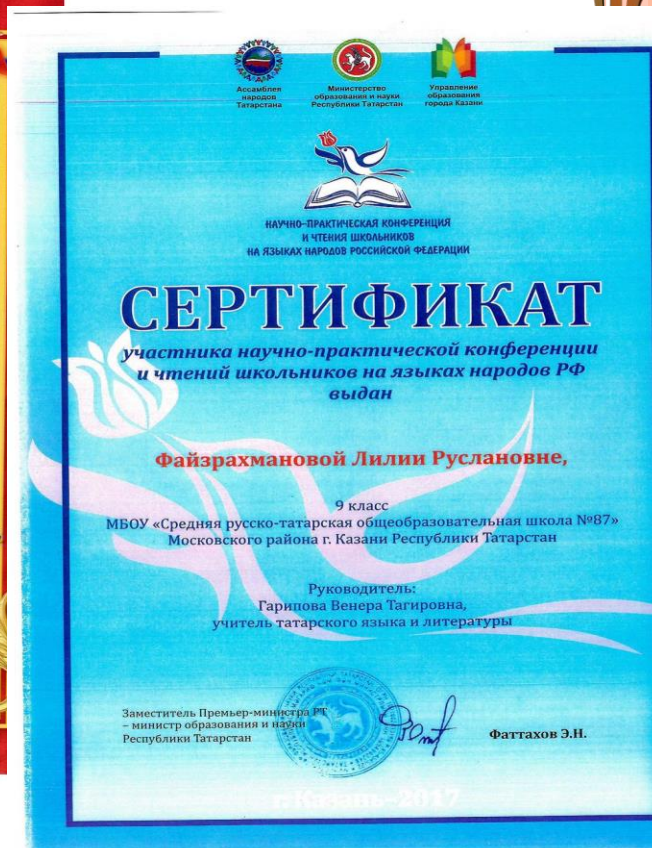 Ассамблея
народов
Татарстана
Министерство
образования и науки
Республики Татарстан
Управление
образования
города Казани
НАУЧНО-ПРАКТИЧЕСКАЯ КОНФЕРЕНЦИЯ
И ЧТЕНИЯ ШКОЛЬНИКОВ
НА ЯЗЫКАХ НАРОДОВ РОССИЙСКОЙ ФЕДЕРАЦИИ
СЕРТИФИКАТ
участника научно-практической конференции
и чтений школьников на языках народов РФ
выдан
Файзрахмановой Лилии Руслановне,
9 класс
МБОУ «Средняя русско-татарская общеобразовательная школа №87»
Московского района г. Казани Республики Татарстан
Руководитель:
Гарипова Венера Тагировна,
учитель татарского языка и литературы
Заместитель Премьер-министра РТ
– министр образования и науки
Республики Татарстан
Фаттахов Э.Н.
г.Казань-2017